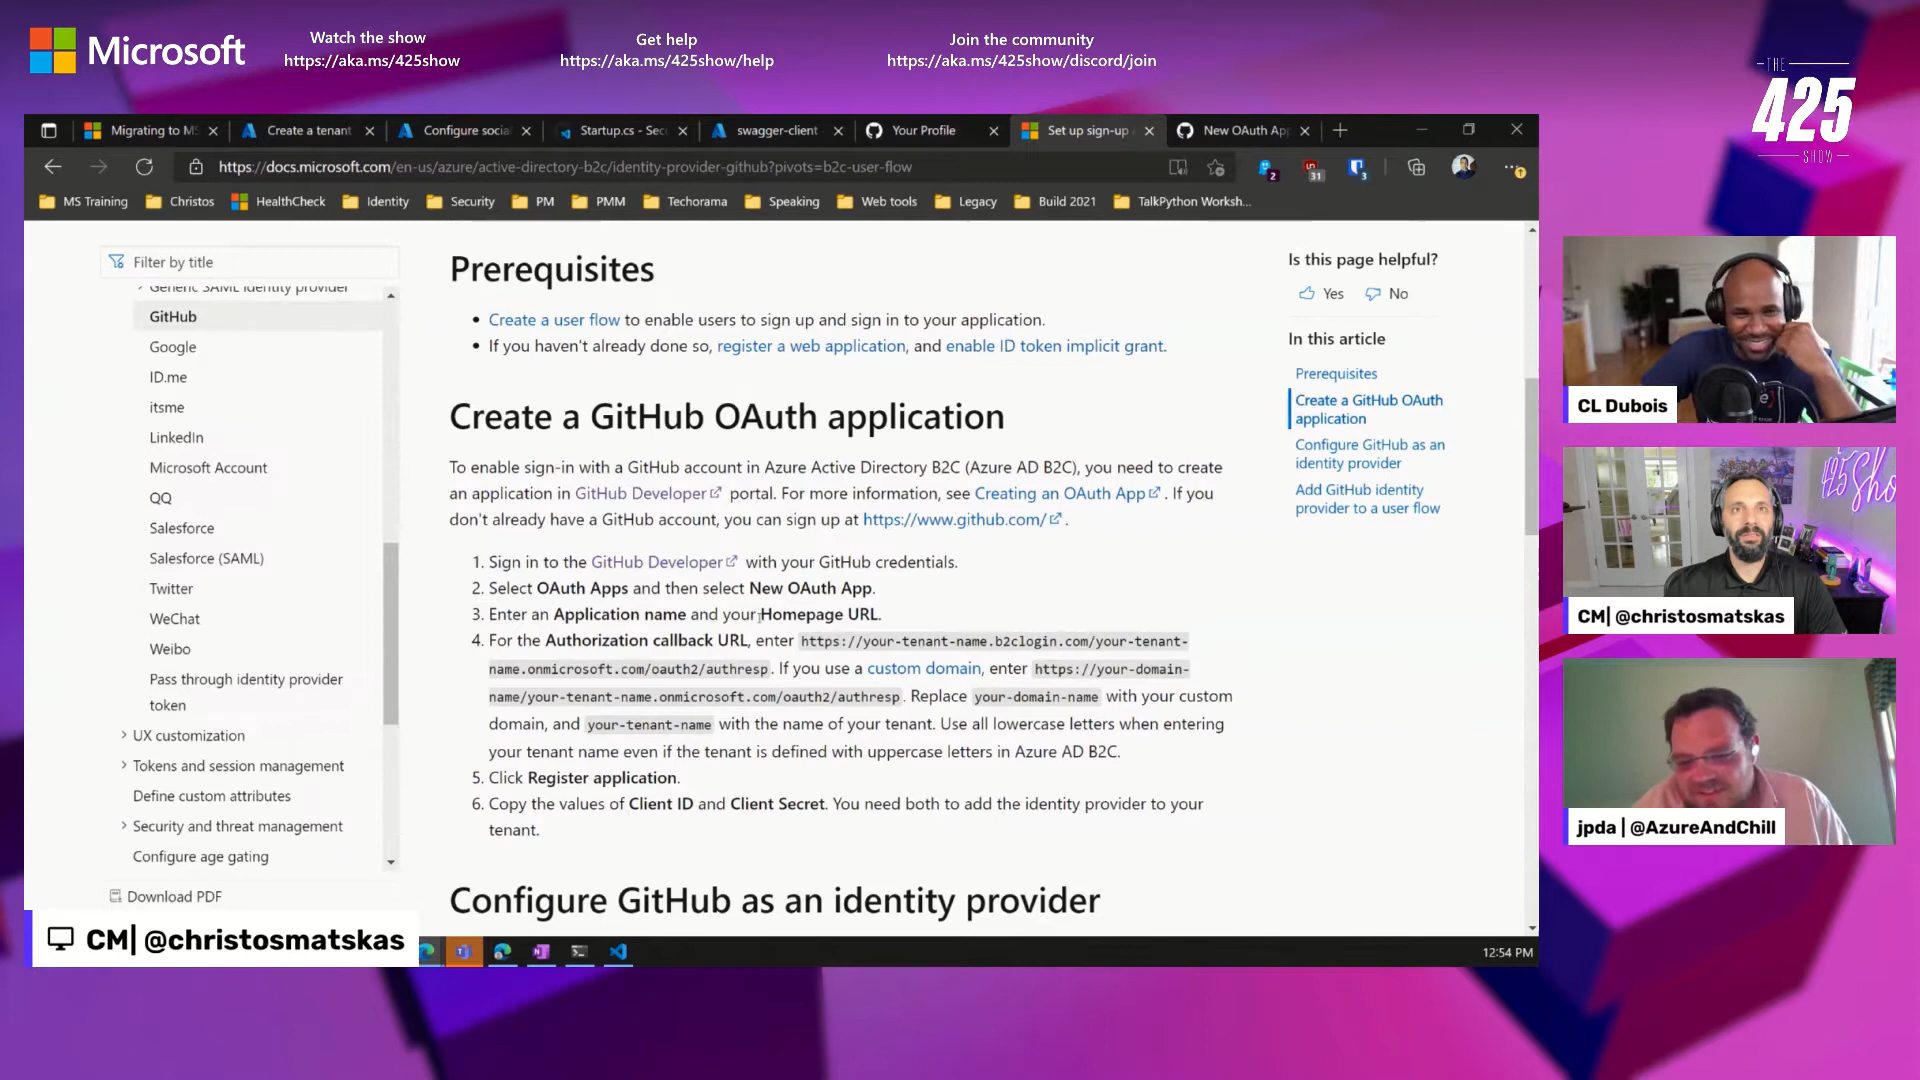 Microsoft
Watch the show
https://aka.ms/425show
Get help
https://aka.ms/425show/help
Join the community
https://aka.ms/425show/discord/join
THE
425
SHOW
Migrating to MS
Create a tenant
Configure social
Startup.cs - Sec
swagger-client
Your Profile
Set up sign-up
New OAuth App
https://docs.microsoft.com/en-us/azure/active-directory-b2c/identity-provider-github?pivots=b2c-user-flow
2
31
3
MS Training
Christos
HealthCheck
Identity
Security
PM
PMM
Techorama
Speaking
Web tools
Legacy
Build 2021
TalkPython Worksh...
Filter by title
Generic SAML identity provider
GitHub
Google
ID.me
itsme
LinkedIn
Microsoft Account
QQ
Salesforce
Salesforce (SAML)
Twitter
WeChat
Weibo
Pass through identity provider
token
UX customization
Tokens and session management
Define custom attributes
Security and threat management
Configure age gating
Download PDF
Prerequisites
• Create a user flow to enable users to sign up and sign in to your application.
• If you haven't already done so, register a web application, and enable ID token implicit grant.
Create a GitHub OAuth application
To enable sign-in with a GitHub account in Azure Active Directory B2C (Azure AD B2C), you need to create
an application in GitHub Developer portal. For more information, see Creating an OAuth App. If you
don't already have a GitHub account, you can sign up at https://www.github.com/.
1. Sign in to the GitHub Developer with your GitHub credentials.
2. Select OAuth Apps and then select New OAuth App.
3. Enter an Application name and your Homepage URL.
4. For the Authorization callback URL, enter https://your-tenant-name.b2clogin.com/your-tenant-
name.onmicrosoft.com/oauth2/authresp. If you use a custom domain, enter https://your-domain-
name/your-tenant-name.onmicrosoft.com/oauth2/authresp. Replace your-domain-name with your custom
domain, and your-tenant-name with the name of your tenant. Use all lowercase letters when entering
your tenant name even if the tenant is defined with uppercase letters in Azure AD B2C.
5. Click Register application.
6. Copy the values of Client ID and Client Secret. You need both to add the identity provider to your
tenant.
Configure GitHub as an identity provider
Is this page helpful?
Yes
No
In this article
Prerequisites
Create a GitHub OAuth
application
Configure GitHub as an
identity provider
Add GitHub identity
provider to a user flow
CL Dubois
425 Sho
CM| @christosmatskas
jpda | @AzureAndChill
CM| @christosmatskas
12:54 PM